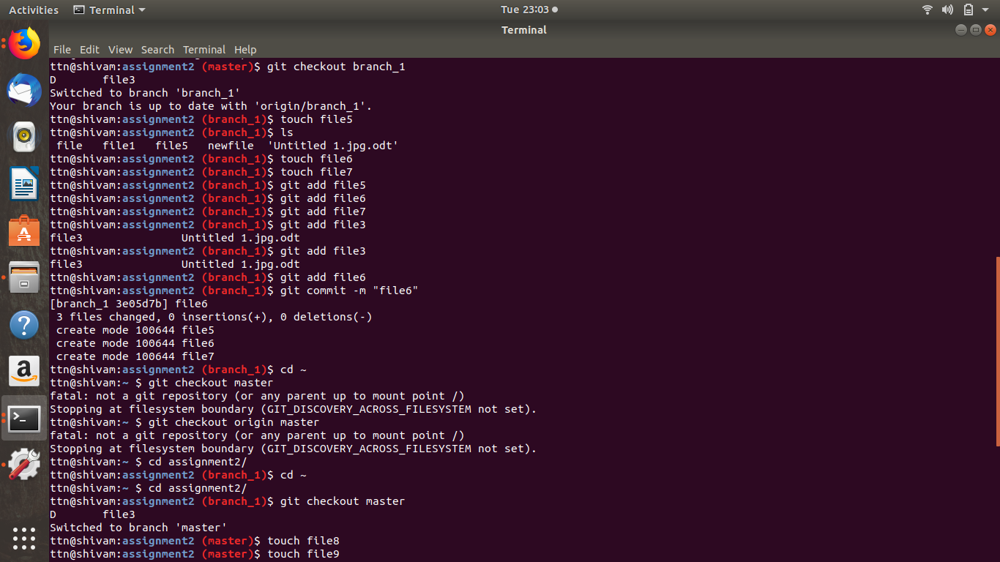 Activities Terminal Tue 23:03
Terminal
File Edit View Search Terminal Help
ttn@shivam:assignment2 (master)$ git checkout branch_1
D       file3
Switched to branch 'branch_1'
Your branch is up to date with 'origin/branch_1'.
ttn@shivam:assignment2 (branch_1)$ touch file5
ttn@shivam:assignment2 (branch_1)$ ls
 file   file1   file5   newfile  'Untitled 1.jpg.odt'
ttn@shivam:assignment2 (branch_1)$ touch file6
ttn@shivam:assignment2 (branch_1)$ touch file7
ttn@shivam:assignment2 (branch_1)$ git add file5
ttn@shivam:assignment2 (branch_1)$ git add file6
ttn@shivam:assignment2 (branch_1)$ git add file7
ttn@shivam:assignment2 (branch_1)$ git add file3
file3               Untitled 1.jpg.odt
ttn@shivam:assignment2 (branch_1)$ git add file3
file3               Untitled 1.jpg.odt
ttn@shivam:assignment2 (branch_1)$ git add file6
ttn@shivam:assignment2 (branch_1)$ git commit -m "file6"
[branch_1 3e05d7b] file6
 3 files changed, 0 insertions(+), 0 deletions(-)
 create mode 100644 file5
 create mode 100644 file6
 create mode 100644 file7
ttn@shivam:assignment2 (branch_1)$ cd ~
ttn@shivam:~ $ git checkout master
fatal: not a git repository (or any parent up to mount point /)
Stopping at filesystem boundary (GIT_DISCOVERY_ACROSS_FILESYSTEM not set).
ttn@shivam:~ $ git checkout origin master
fatal: not a git repository (or any parent up to mount point /)
Stopping at filesystem boundary (GIT_DISCOVERY_ACROSS_FILESYSTEM not set).
ttn@shivam:~ $ cd assignment2/
ttn@shivam:assignment2 (branch_1)$ cd ~
ttn@shivam:~ $ cd assignment2/
ttn@shivam:assignment2 (branch_1)$ git checkout master
D       file3
Switched to branch 'master'
ttn@shivam:assignment2 (master)$ touch file8
ttn@shivam:assignment2 (master)$ touch file9